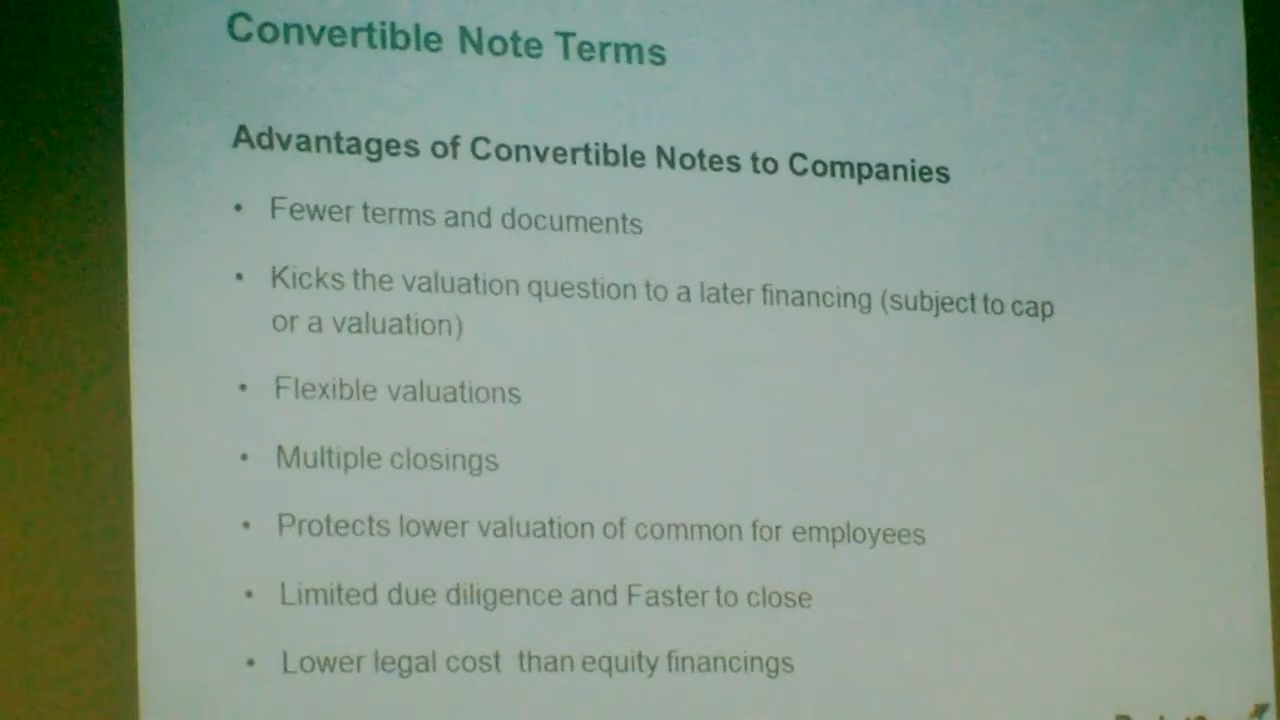 Convertible Note Terms
Advantages of Convertible Notes to Companies
• Fewer terms and documents
• Kicks the valuation question to a later financing (subject to cap
or a valuation)
• Flexible valuations
• Multiple closings
• Protects lower valuation of common for employees
• Limited due diligence and Faster to close
• Lower legal cost than equity financings